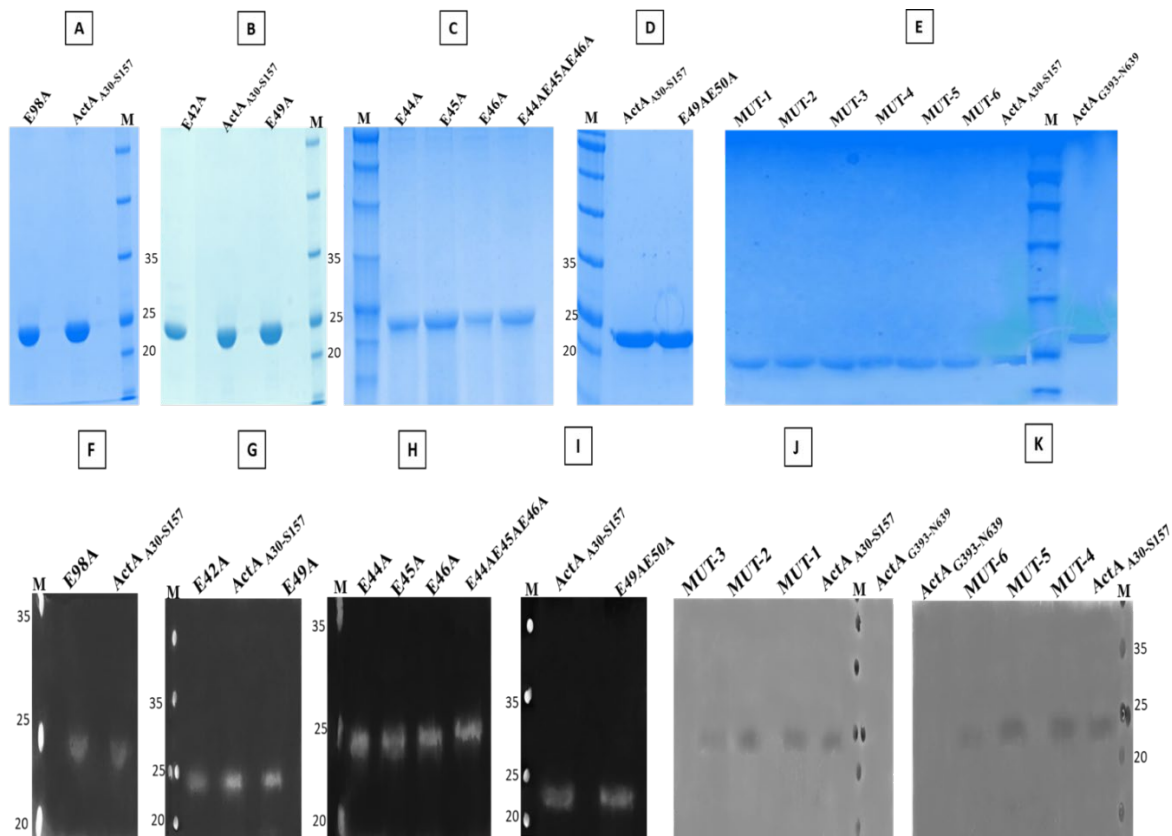 A
B
C
D
E
E98A
ActA A30-S157
M
E42A
ActA A30-S157
E49A
M
M
E44A
E45A
E46A
E44AE45AE46A
M
ActA A30-S157
E49AE50A
MUT-1
MUT-2
MUT-3
MUT-4
MUT-5
MUT-6
ActA A30-S157
M
ActA G393-N639
35
25
20
35
25
20
35
25
20
F
G
H
I
J
K
M
E98A
ActA A30-S157
M
E42A
ActA A30-S157
E49A
M
E44A
E45A
E46A
E44AE45AE46A
M
ActA A30-S157
E49AE50A
MUT-3
MUT-2
MUT-1
ActA A30-S157
M
ActA G393-N639
ActA G393-N639
MUT-6
MUT-5
MUT-4
ActA A30-S157
M
35
25
20
35
25
20
35
25
20
35
25
20
35
25
20